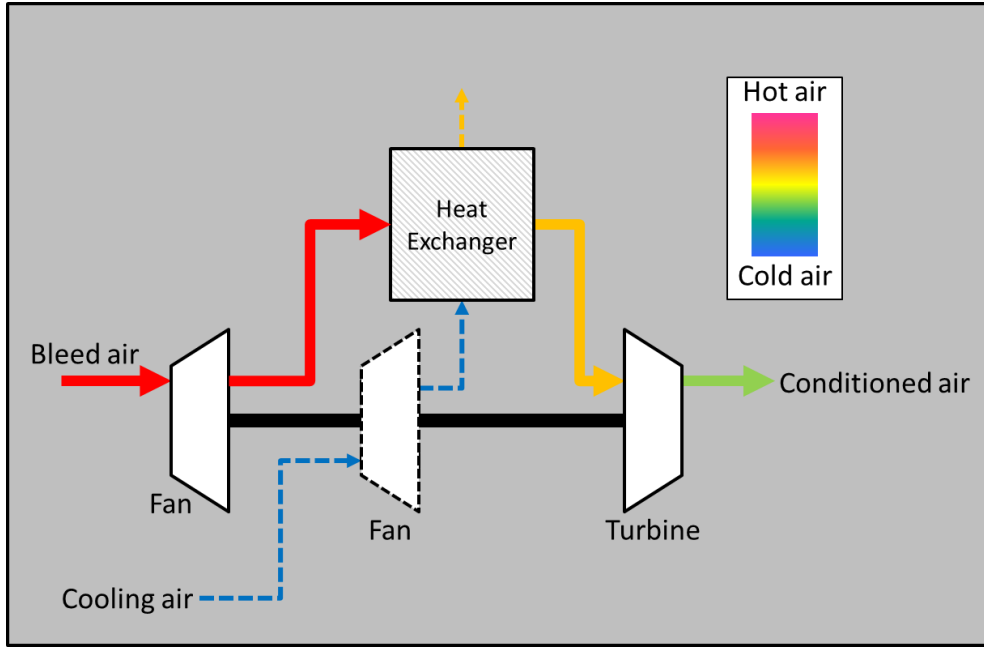 Hot air
Cold air
Heat
Exchanger
Bleed air
Conditioned air
Fan
Fan
Turbine
Cooling air